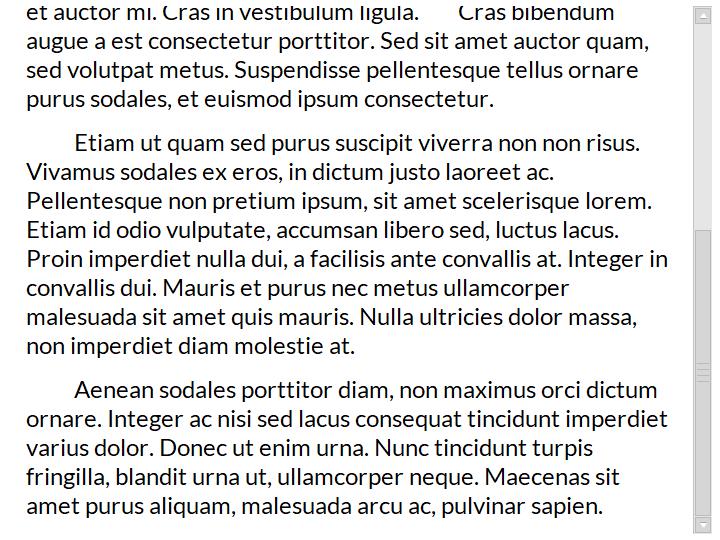 et auctor mi. Cras in vestibulum ligula. Cras bibendum
augue a est consectetur porttitor. Sed sit amet auctor quam,
sed volutpat metus. Suspendisse pellentesque tellus ornare
purus sodales, et euismod ipsum consectetur.
Etiam ut quam sed purus suscipit viverra non non risus.
Vivamus sodales ex eros, in dictum justo laoreet ac.
Pellentesque non pretium ipsum, sit amet scelerisque lorem.
Etiam id odio vulputate, accumsan libero sed, luctus lacus.
Proin imperdiet nulla dui, a facilisis ante convallis at. Integer in
convallis dui. Mauris et purus nec metus ullamcorper
malesuada sit amet quis mauris. Nulla ultricies dolor massa,
non imperdiet diam molestie at.
Aenean sodales porttitor diam, non maximus orci dictum
ornare. Integer ac nisi sed lacus consequat tincidunt imperdiet
varius dolor. Donec ut enim urna. Nunc tincidunt turpis
fringilla, blandit urna ut, ullamcorper neque. Maecenas sit
amet purus aliquam, malesuada arcu ac, pulvinar sapien.